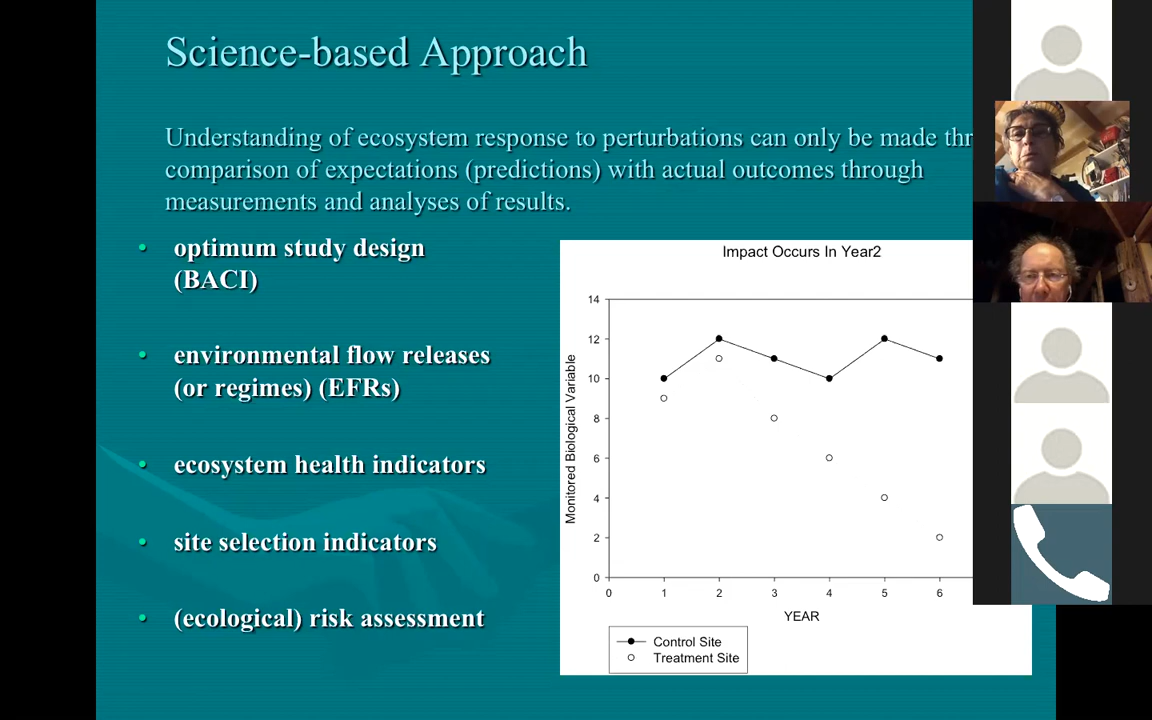 Science-based Approach
Understanding of ecosystem response to perturbations can only be made
comparison of expectations (predictions) with actual outcomes through
measurements and analyses of results.
• optimum study design
(BACI)
• environmental flow releases
(or regimes) (EFRs)
• ecosystem health indicators
• site selection indicators
• (ecological) risk assessment
Impact Occurs In Year2
Monitored Biological Variable
14
12
10
8
6
4
2
0
0 1 2 3 4 5 6
YEAR
Control Site
Treatment Site